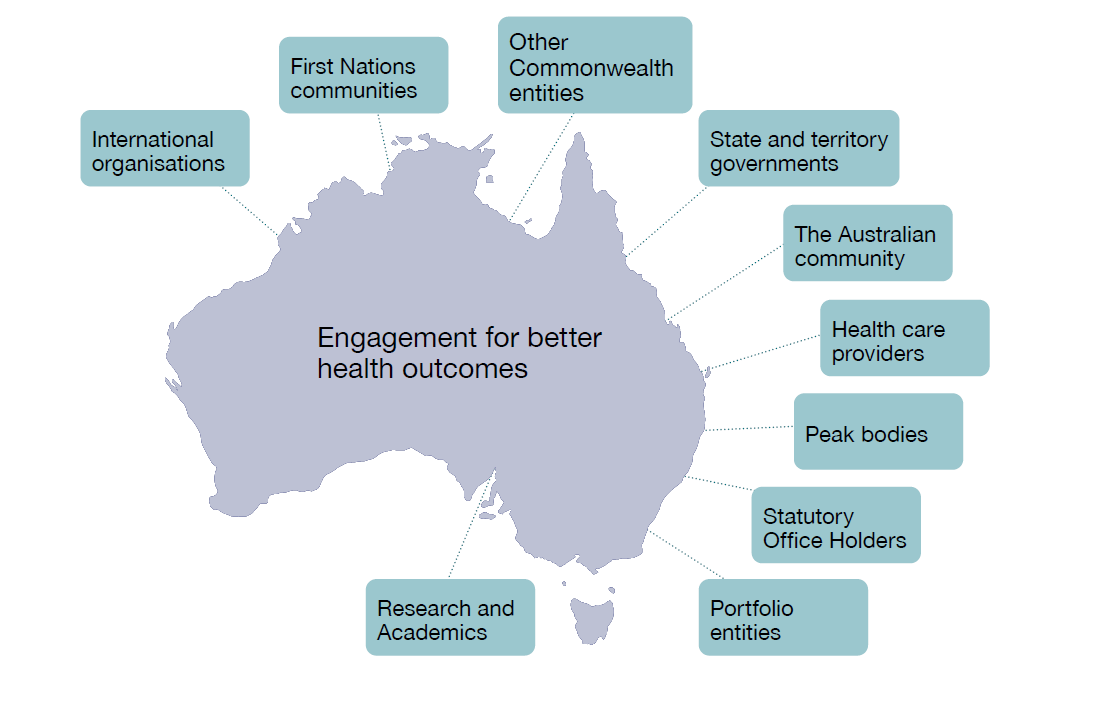 International
organisations
First Nations
communities
Other
Commonwealth
entities
State and territory
governments
The Australian
community
Health care
providers
Peak bodies
Statutory
Office Holders
Portfolio
entities
Research and
Academics
Engagement for better
health outcomes